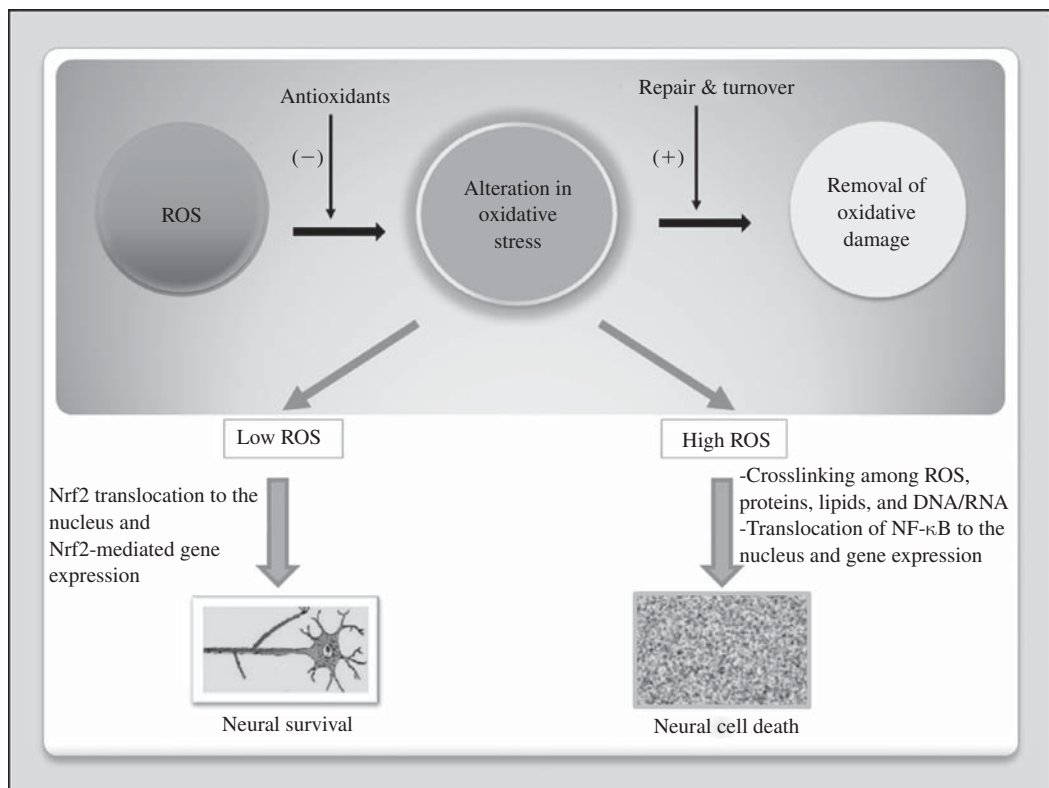 Antioxidants
Repair & turnover
(−)
(+)
ROS
Alteration in
oxidative
stress
Removal of
oxidative
damage
Low ROS
High ROS
Nrf2 translocation to the
nucleus and
Nrf2-mediated gene
expression
-Crosslinking among ROS,
proteins, lipids, and DNA/RNA
-Translocation of NF-κB to the
nucleus and gene expression
Neural survival
Neural cell death